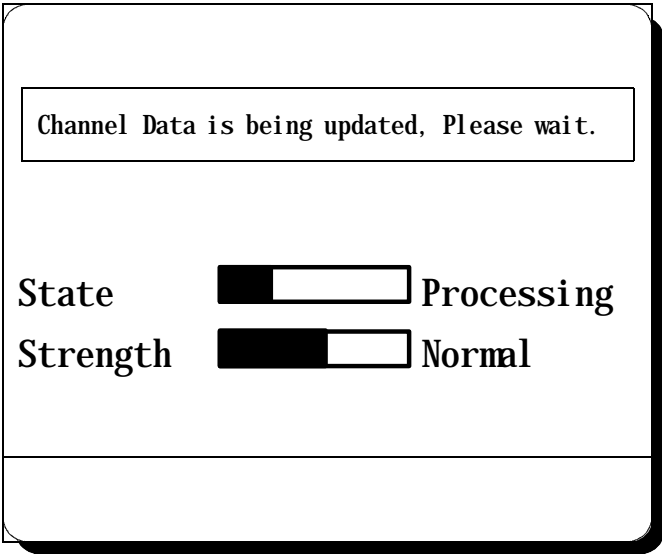 Channel Data is being updated, Please wait.
State Processing
Strength Normal